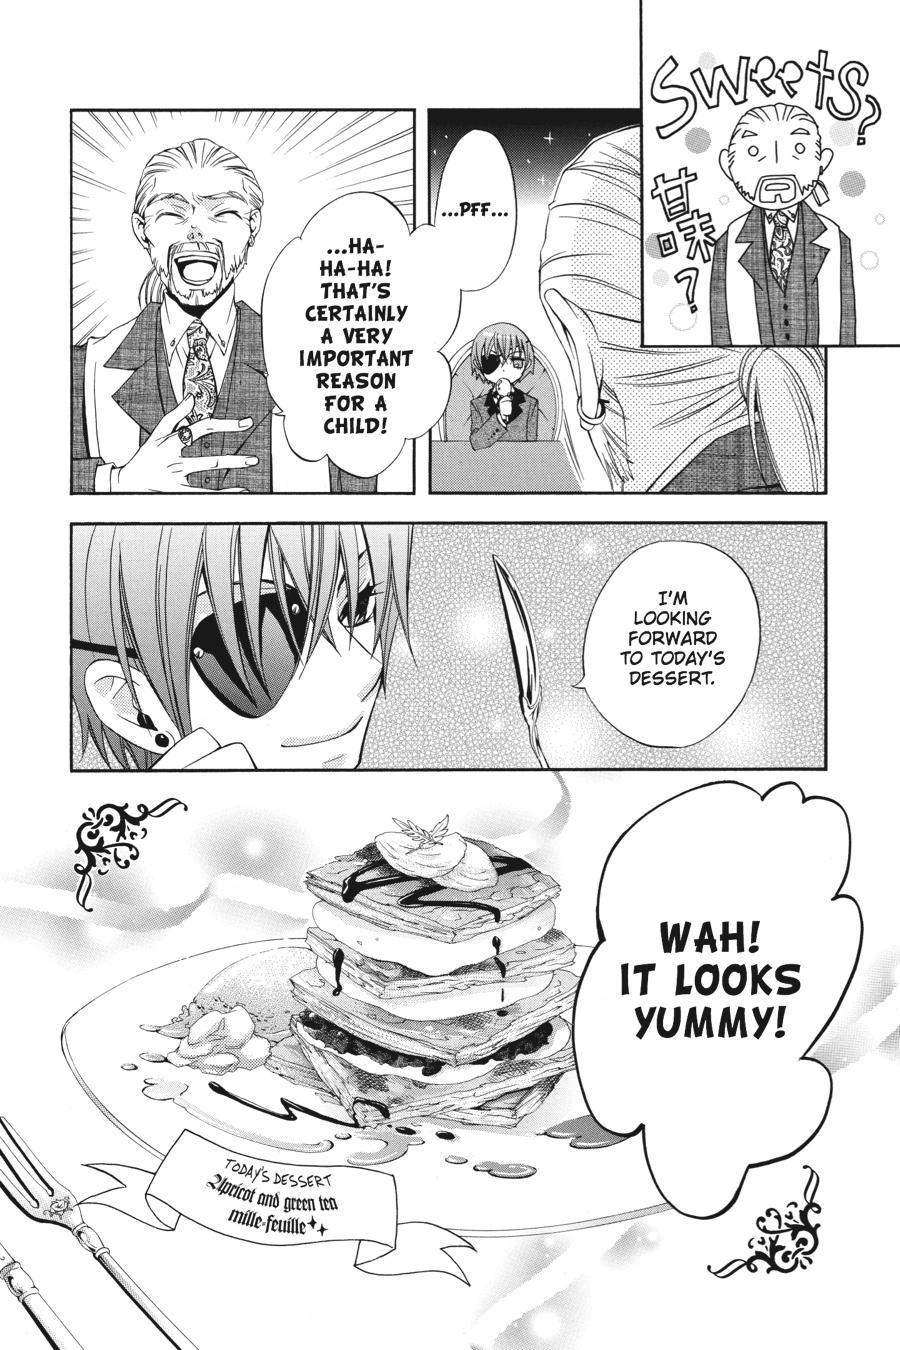 Sweets?
甘味?
...PFF...
...HA-
HA-HA!
THAT'S
CERTAINLY
A VERY
IMPORTANT
REASON
FOR A
CHILD!
I'M
LOOKING
FORWARD
TO TODAY'S
DESSERT.
WAH!
IT LOOKS
YUMMY!
TODAY'S DESSERT
Apricot and green tea
mille-feuille